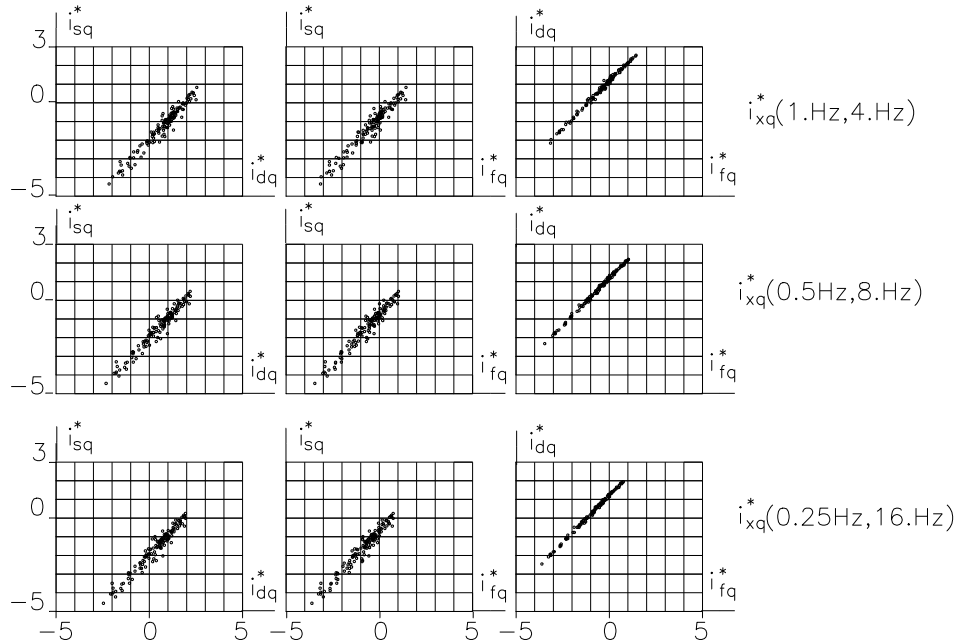 i*sq i*sq i*dq
3
0
−5
i*dq i*fq i*fq
i*xq(1.Hz,4.Hz)
i*sq i*sq i*dq
3
0
−5
i*dq i*fq i*fq
i*xq(0.5Hz,8.Hz)
i*sq i*sq i*dq
3
0
−5
i*dq i*fq i*fq
i*xq(0.25Hz,16.Hz)
−5 0 5 −5 0 5 −5 0 5